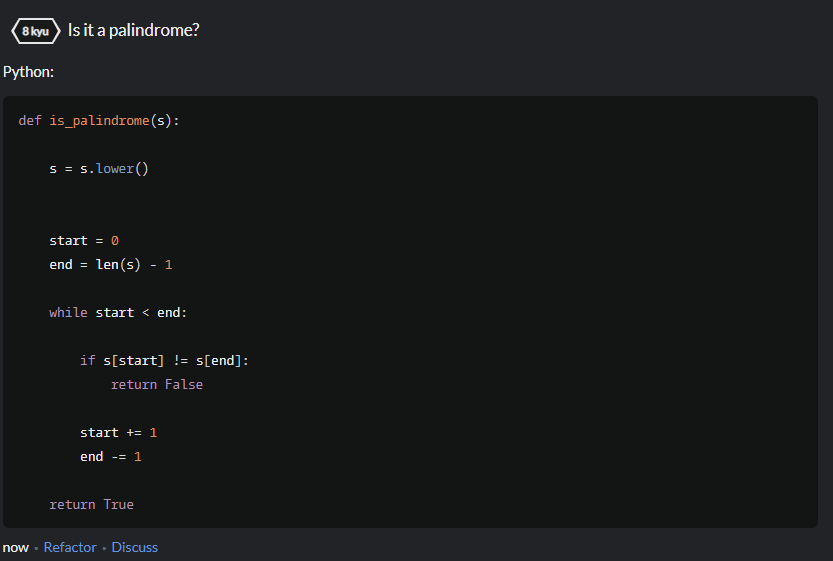 8 kyu Is it a palindrome?
Python:
def is_palindrome(s):
    s = s.lower()
    start = 0
    end = len(s) - 1
    while start < end:
        if s[start] != s[end]:
            return False
        start += 1
        end -= 1
    return True
now • Refactor • Discuss